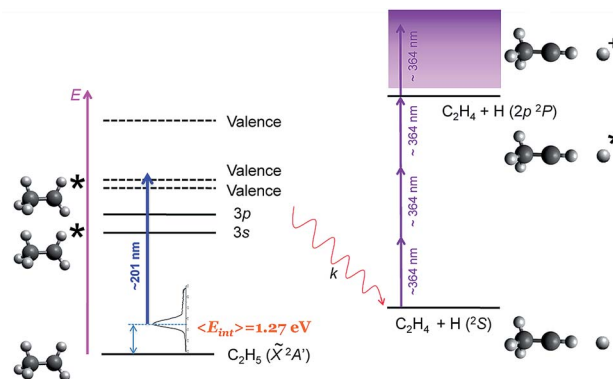 E
Valence
Valence
Valence
3p
3s
*
*
~201 nm
<E_int>=1.27 eV
C₂H₅ (X̃ ²A')
k
~ 364 nm
~ 364 nm
~ 364 nm
~364 nm
C₂H₄ + H (2p ²P)
C₂H₄ + H (²S)
+
*